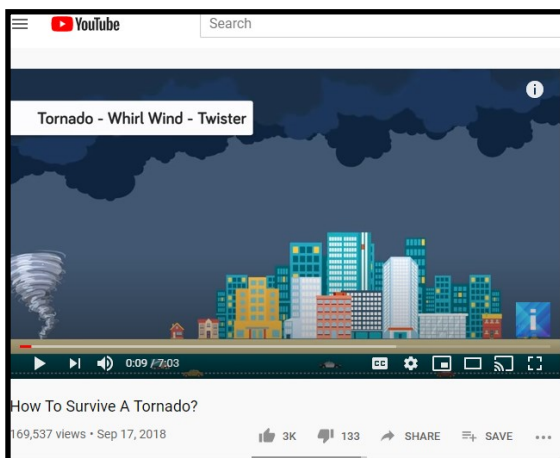 YouTube
Search
Tornado - Whirl Wind - Twister
0:09 / 7:03
CC
How To Survive A Tornado?
169,537 views • Sep 17, 2018
3K 133 SHARE SAVE